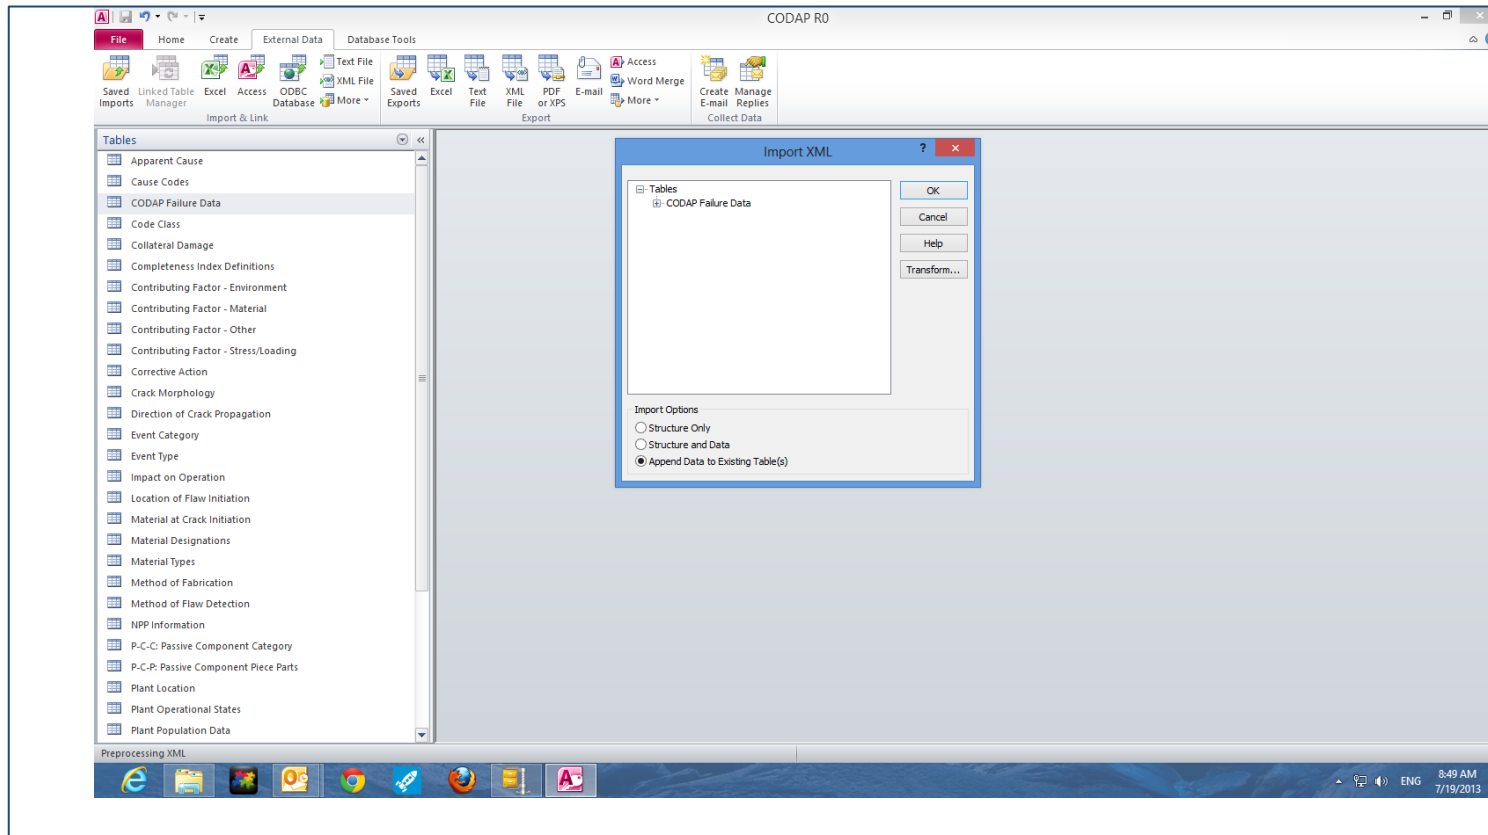 CODAP R0
File Home Create External Data Database Tools
Saved Imports
Linked Table Manager
Excel
Access
ODBC Database
Text File
XML File
More
Import & Link
Saved Exports
Excel
Text File
XML File
PDF or XPS
E-mail
Access
Word Merge
More
Export
Create E-mail
Manage Replies
Collect Data
Tables
Apparent Cause
Cause Codes
CODAP Failure Data
Code Class
Collateral Damage
Completeness Index Definitions
Contributing Factor - Environment
Contributing Factor - Material
Contributing Factor - Other
Contributing Factor - Stress/Loading
Corrective Action
Crack Morphology
Direction of Crack Propagation
Event Category
Event Type
Impact on Operation
Location of Flaw Initiation
Material at Crack Initiation
Material Designations
Material Types
Method of Fabrication
Method of Flaw Detection
NPP Information
P-C-C: Passive Component Category
P-C-P: Passive Component Piece Parts
Plant Location
Plant Operational States
Plant Population Data
Import XML
Tables
CODAP Failure Data
OK
Cancel
Help
Transform...
Import Options
Structure Only
Structure and Data
Append Data to Existing Table(s)
Preprocessing XML
ENG
8:49 AM
7/19/2013